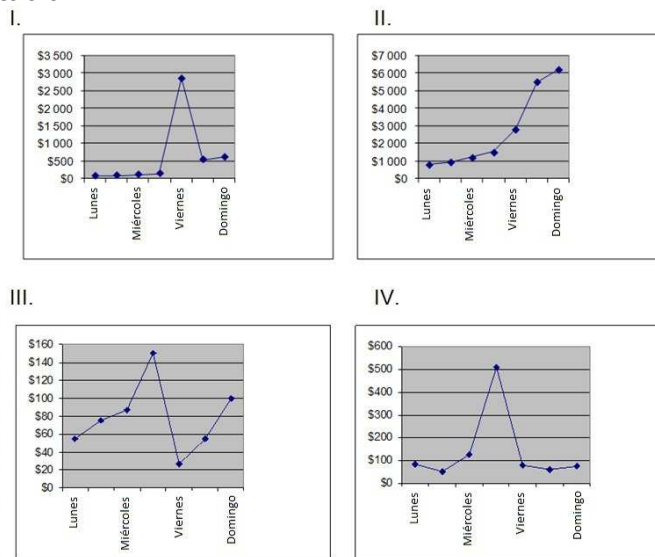 I.
$3 500
$3 000
$2 500
$2 000
$1 500
$1 000
$500
$0
Lunes
Miércoles
Viernes
Domingo
II.
$7 000
$6 000
$5 000
$4 000
$3 000
$2 000
$1 000
$0
Lunes
Miércoles
Viernes
Domingo
III.
$160
$140
$120
$100
$80
$60
$40
$20
$0
Lunes
Miércoles
Viernes
Domingo
IV.
$600
$500
$400
$300
$200
$100
$0
Lunes
Miércoles
Viernes
Domingo